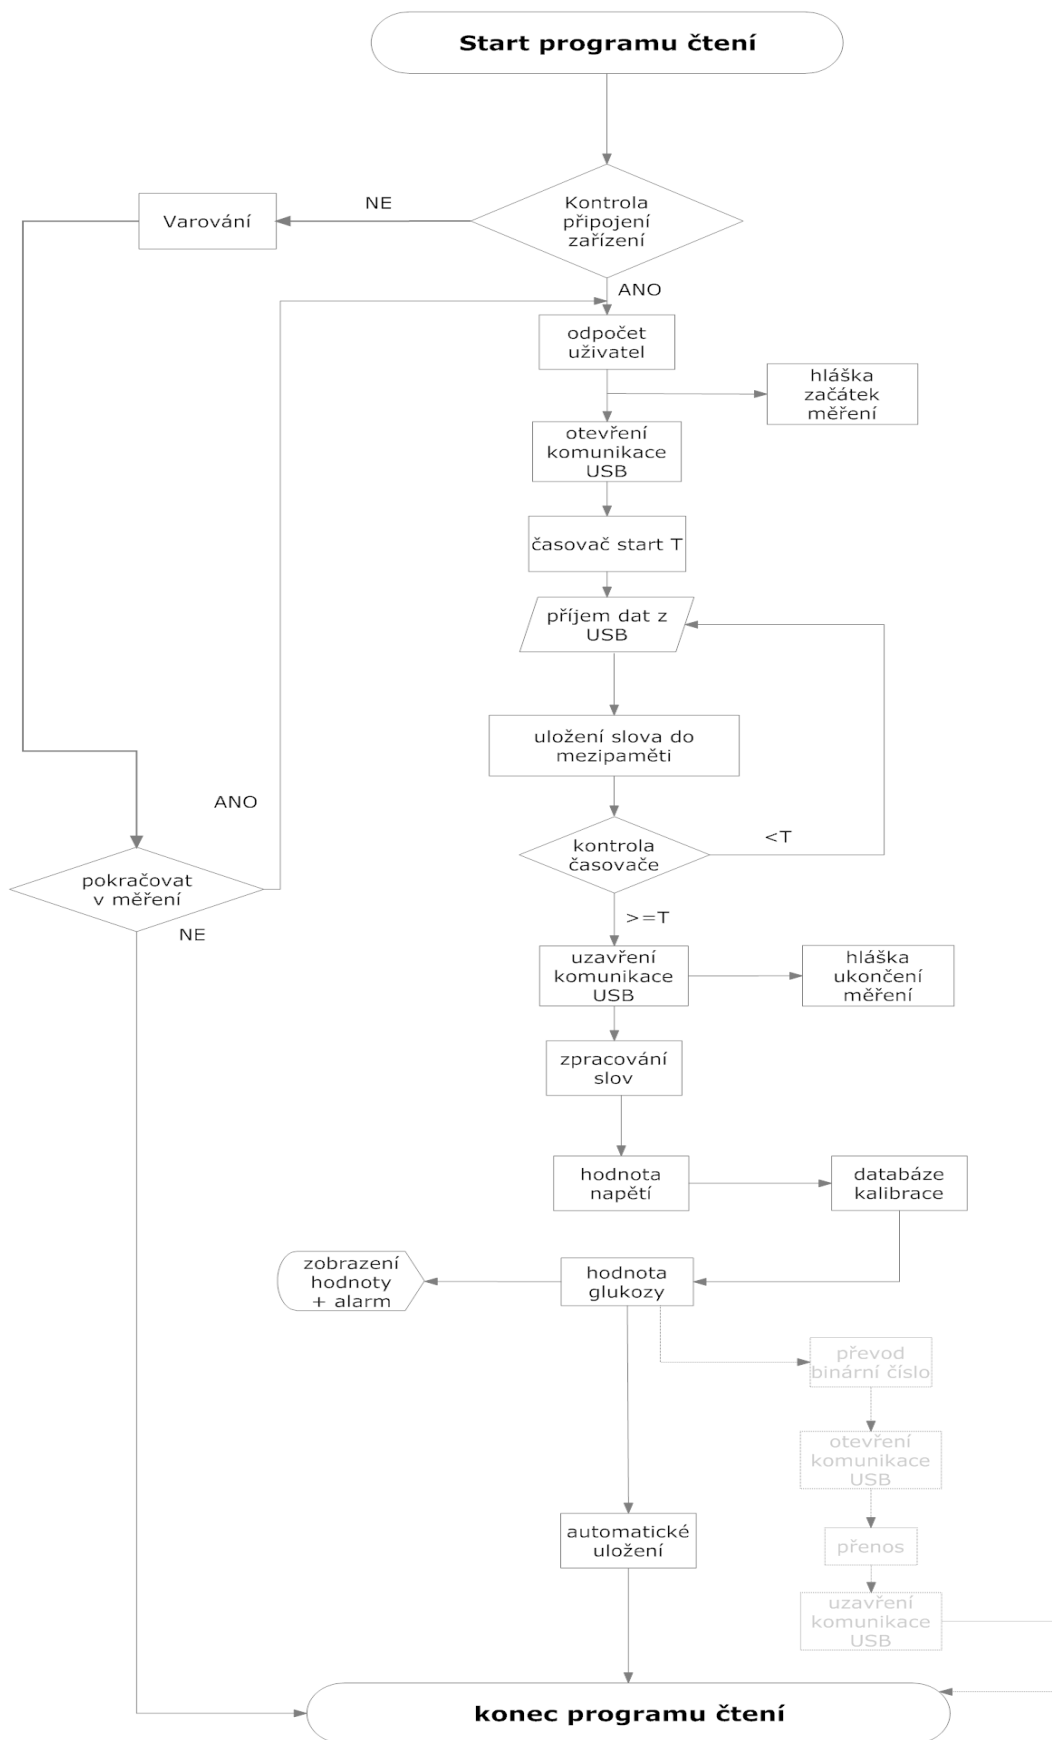 Start programu čtení
Kontrola
připojení
zařízení
NE
Varování
ANO
odpočet
uživatel
hláška
začátek
měření
otevření
komunikace
USB
časovač start T
příjem dat z
USB
uložení slova do
mezipaměti
kontrola
časovače
<T
ANO
pokračovat
v měření
NE
>=T
uzavření
komunikace
USB
hláška
ukončení
měření
zpracování
slov
hodnota
napětí
databáze
kalibrace
hodnota
glukozy
zobrazení
hodnoty
+ alarm
převod
binární číslo
otevření
komunikace
USB
přenos
automatické
uložení
uzavření
komunikace
USB
konec programu čtení